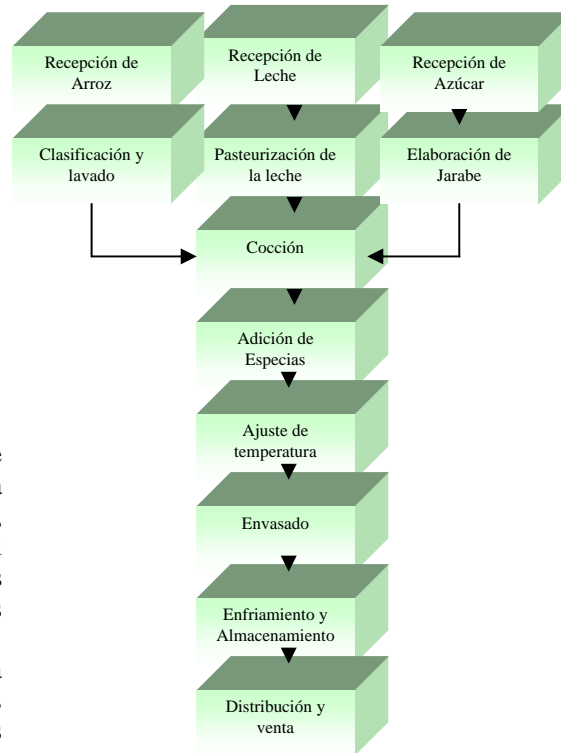 Recepción de
Arroz
Recepción de
Leche
Recepción de
Azúcar
Clasificación y
lavado
Pasteurización de
la leche
Elaboración de
Jarabe
Cocción
Adición de
Especias
Ajuste de
temperatura
Envasado
Enfriamiento y
Almacenamiento
Distribución y
venta